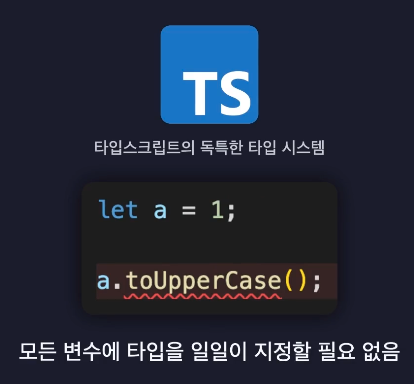 TS
타입스크립트의 독특한 타입 시스템
let a = 1;
a.toUpperCase();
모든 변수에 타입을 일일이 지정할 필요 없음